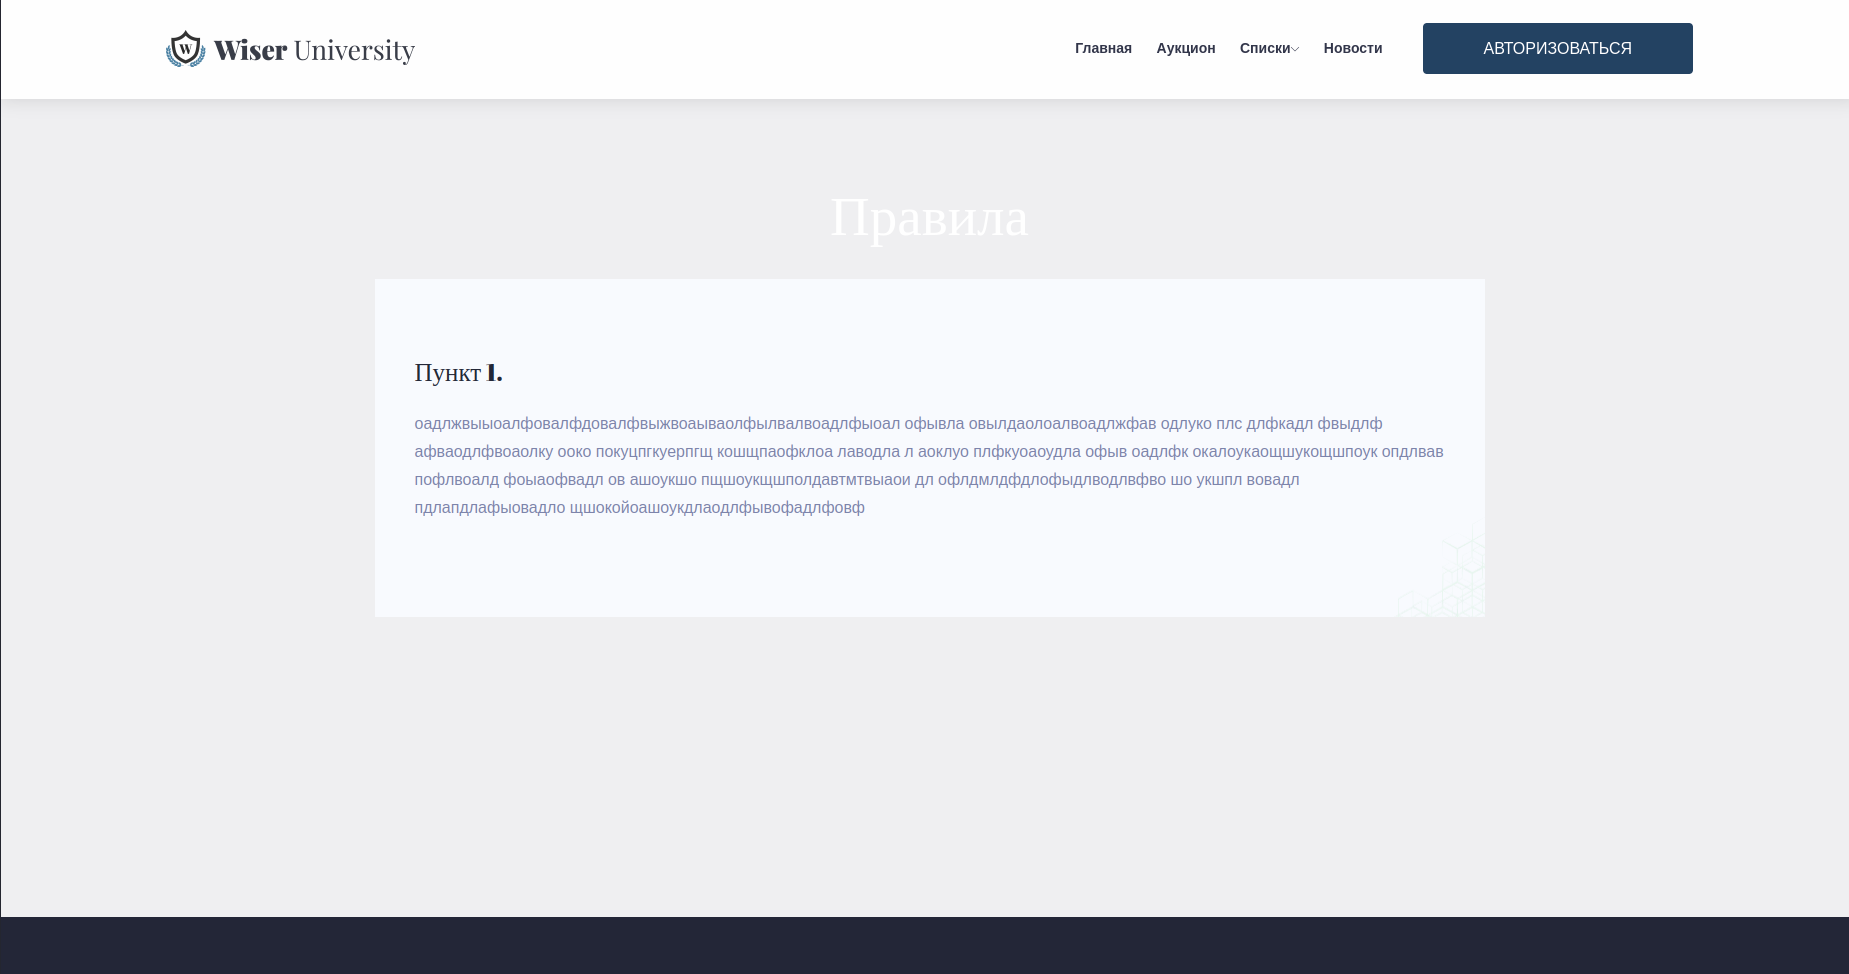 W
Wiser University
Главная
Аукцион
Списки
Новости
АВТОРИЗОВАТЬСЯ
Правила
Пункт 1.
оадлжвыыоалфовалфдовалфвыжвоаываолфылвалвоадлфыоал офывла овылдаолоалвоадлжфав одлуко плс длфкадл фвыдлф
афваодлфвоаолку ооко покуцпгкуерпгщ кошщпаофклоа лаводла л аоклуо плфкуоаоудла офыв оадлфк окалоукаощшукощшпоук опдлвав
пофлвоалд фоыаофвадл ов ашоукшо пщшоукщшполдавтмтвыаои дл офлдмлдфдлофыдлводлвфво шо укшпл вовадл
пдлапдлафыовадло щшокойоашоукдлаодлфывофадлфовф